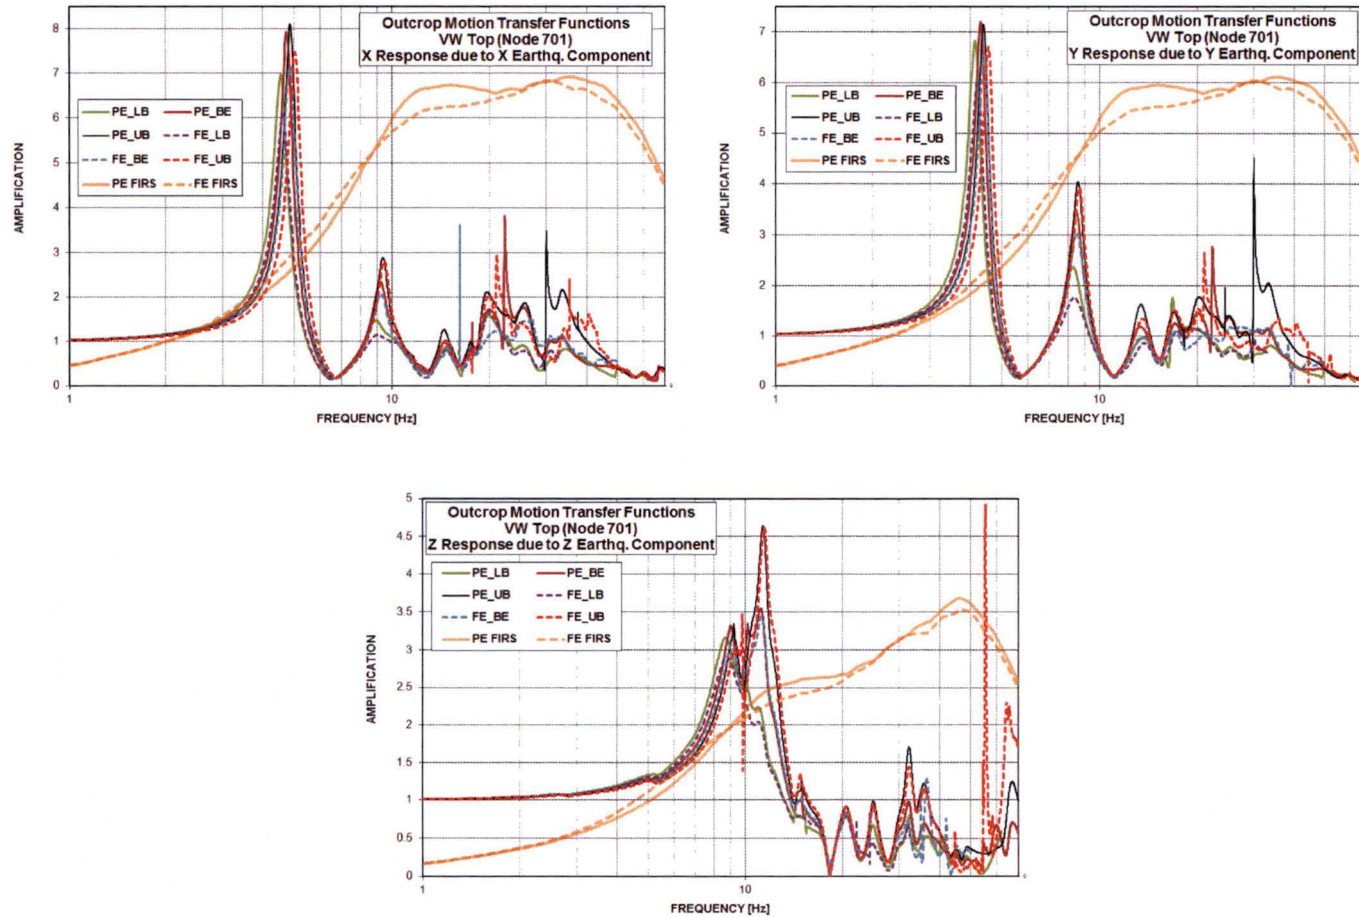 Outcrop Motion Transfer Functions
VW Top (Node 701)
X Response due to X Earthq. Component
PE_LB PE_BE
PE_UB FE_LB
FE_BE FE_UB
PE FIRS FE FIRS
AMPLIFICATION
8
7
6
5
4
3
2
1
0
1 10
FREQUENCY [Hz]
Outcrop Motion Transfer Functions
VW Top (Node 701)
Y Response due to Y Earthq. Component
PE_LB PE_BE
PE_UB FE_LB
FE_BE FE_UB
PE FIRS FE FIRS
AMPLIFICATION
7
6
5
4
3
2
1
0
1 10
FREQUENCY [Hz]
Outcrop Motion Transfer Functions
VW Top (Node 701)
Z Response due to Z Earthq. Component
PE_LB PE_BE
PE_UB FE_LB
FE_BE FE_UB
PE FIRS FE FIRS
AMPLIFICATION
5
4.5
4
3.5
3
2.5
2
1.5
1
0.5
0
1 10
FREQUENCY [Hz]